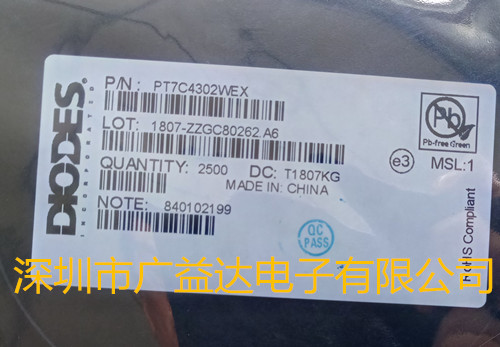 DIODES
INCORPORATED
P/N: PT7C4302WEX
LOT: 1807-ZZGC80262.A6
QUANTITY: 2500 DC: T1807KG
MADE IN: CHINA
NOTE: 840102199
QC
PASS
Pb
Pb-free Green
e3 MSL:1
RoHS Compliant
深圳市广益达电子有限公司